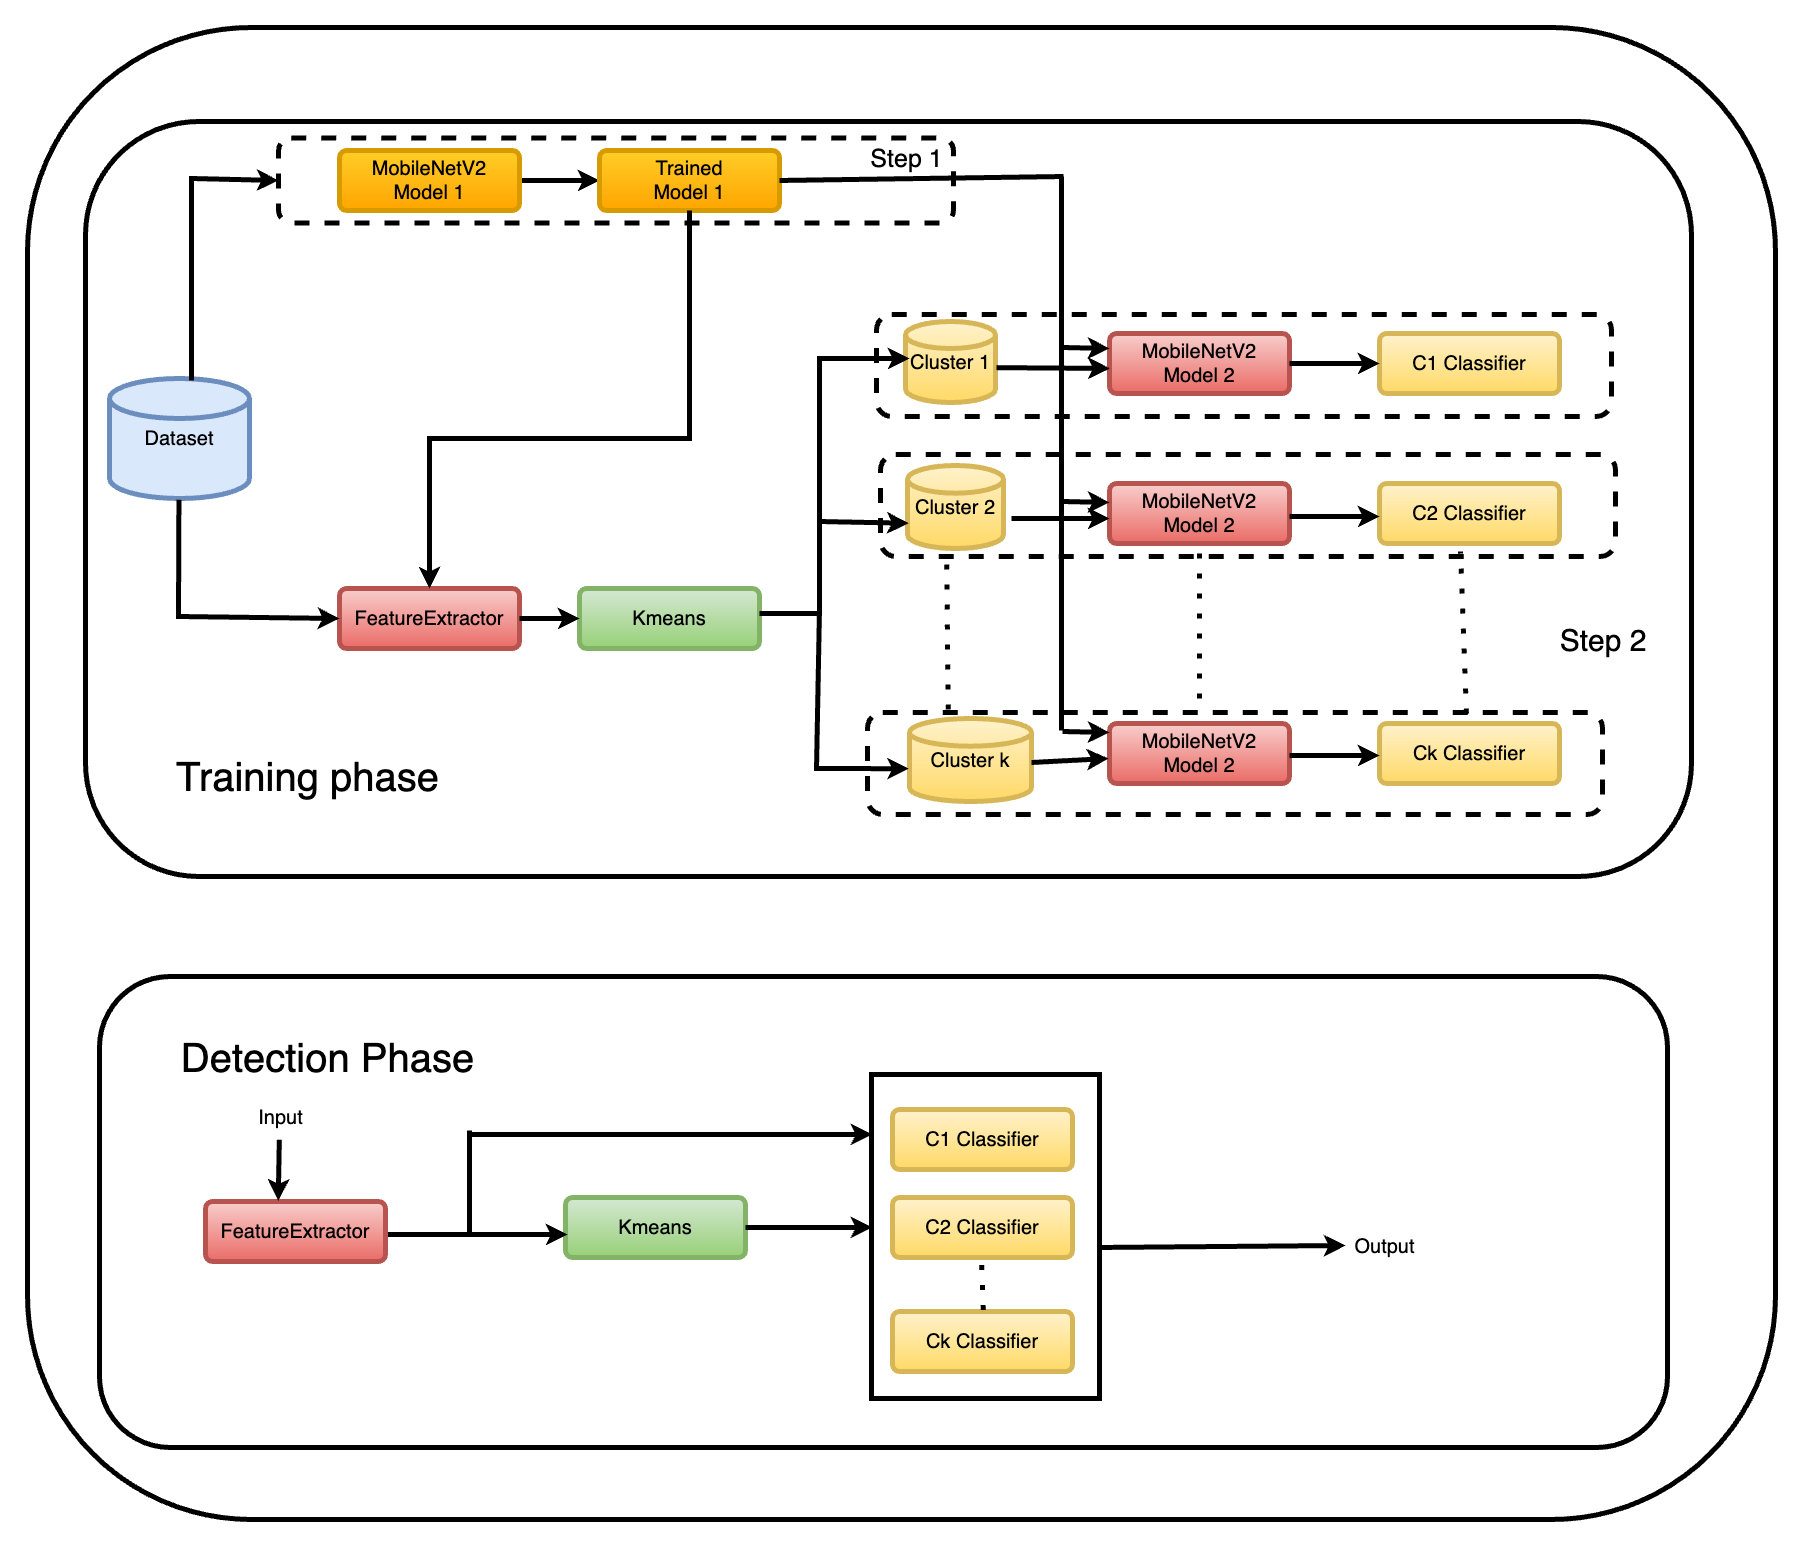 Step 1
MobileNetV2
Model 1
Trained
Model 1
Cluster 1
MobileNetV2
Model 2
C1 Classifier
Dataset
Cluster 2
MobileNetV2
Model 2
C2 Classifier
FeatureExtractor
Kmeans
Step 2
Cluster k
MobileNetV2
Model 2
Ck Classifier
Training phase
Detection Phase
Input
C1 Classifier
FeatureExtractor
Kmeans
C2 Classifier
Output
Ck Classifier